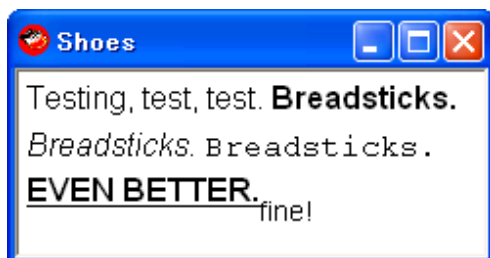 Shoes
Testing, test, test. Breadsticks.
Breadsticks. Breadsticks.
EVEN BETTER. fine!